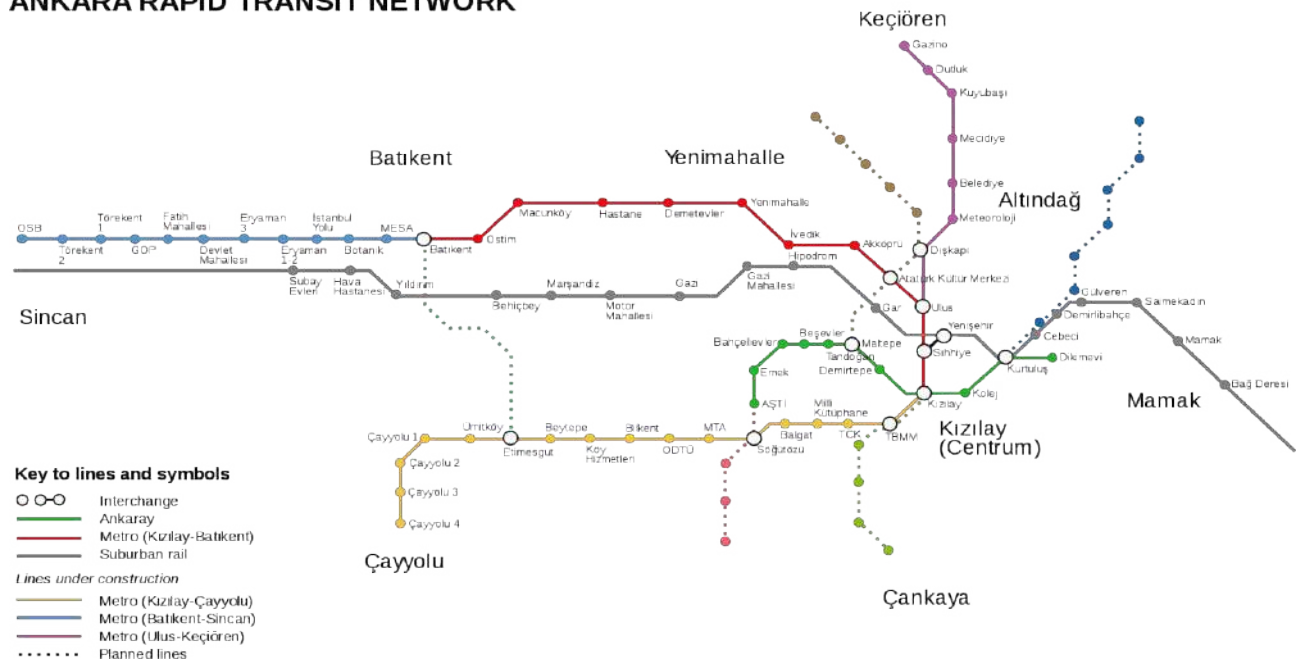 ANKARA RAPID TRANSIT NETWORK
Keçiören
Gazino
Dutluk
Kuyubaşı
Mecidiye
Belediye
Meteoroloji
Altındağ
Dışkapı
Batıkent
Yenimahalle
OSB
Törekent
2
Törekent
1
GOP
Fatih
Mahallesi
Devlet
Mahallesi
Eryaman
3
Eryaman
1-2
İstanbul
Yolu
Botanik
MESA
Batıkent
Ostim
Macunköy
Hastane
Demetevler
Yenimahalle
İvedik
Akköprü
Atatürk Kültür Merkezi
Ulus
Sıhhiye
Kızılay
Sincan
Subay
Evleri
Hava
Hastanesi
Yıldırım
Behiçbey
Marşandiz
Motor
Mahallesi
Gazi
Gazi
Mahallesi
Hipodrom
Gar
Yenişehir
Kurtuluş
Cebeci
Demirlibahçe
Gülveren
Saimekadın
Mamak
Bağ Deresi
Mamak
Dikimevi
Kolej
Demirtepe
Maltepe
Tandoğan
Beşevler
Bahçelievler
Emek
AŞTİ
Kızılay
(Centrum)
TBMM
TCK
Milli
Kütüphane
Balgat
Söğütözü
MTA
ODTÜ
Bilkent
Köy
Hizmetleri
Beytepe
Etimesgut
Ümitköy
Çayyolu 1
Çayyolu 2
Çayyolu 3
Çayyolu 4
Çayyolu
Çankaya
Key to lines and symbols
Interchange
Ankaray
Metro (Kızılay-Batıkent)
Suburban rail
Lines under construction
Metro (Kızılay-Çayyolu)
Metro (Batıkent-Sincan)
Metro (Ulus-Keçiören)
Planned lines